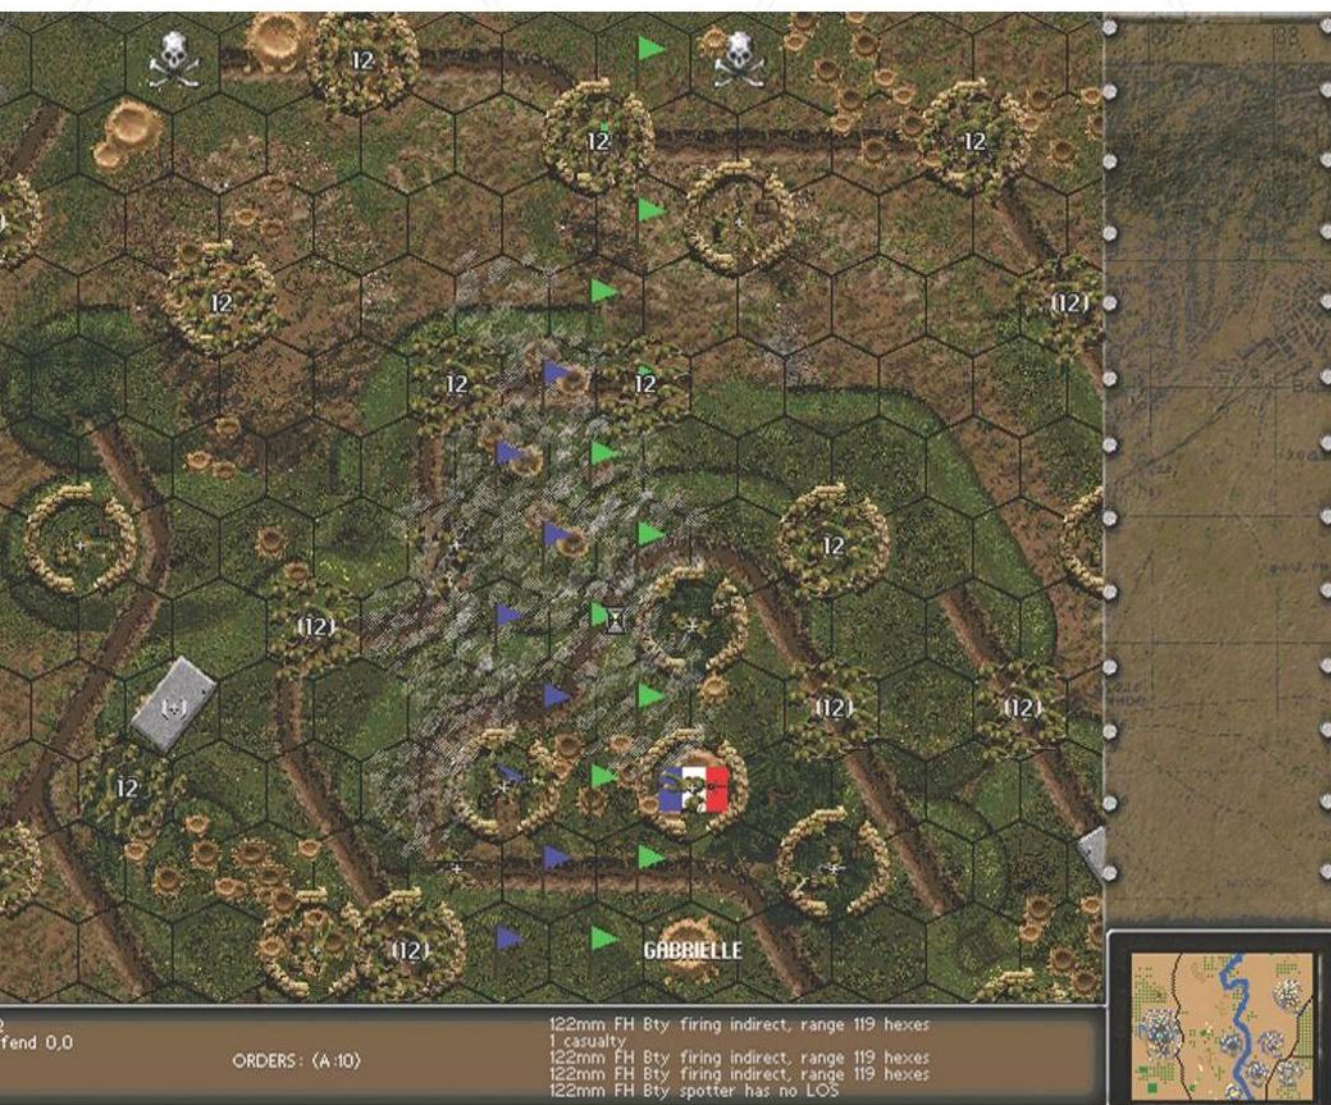 12
12
12
12
(12)
12
12
12
(12)
(12)
(12)
12
(12)
GABRIELLE
fend 0,0
ORDERS: (A:10)
122mm FH Bty firing indirect, range 119 hexes
1 casualty
122mm FH Bty firing indirect, range 119 hexes
122mm FH Bty firing indirect, range 119 hexes
122mm FH Bty spotter has no LOS